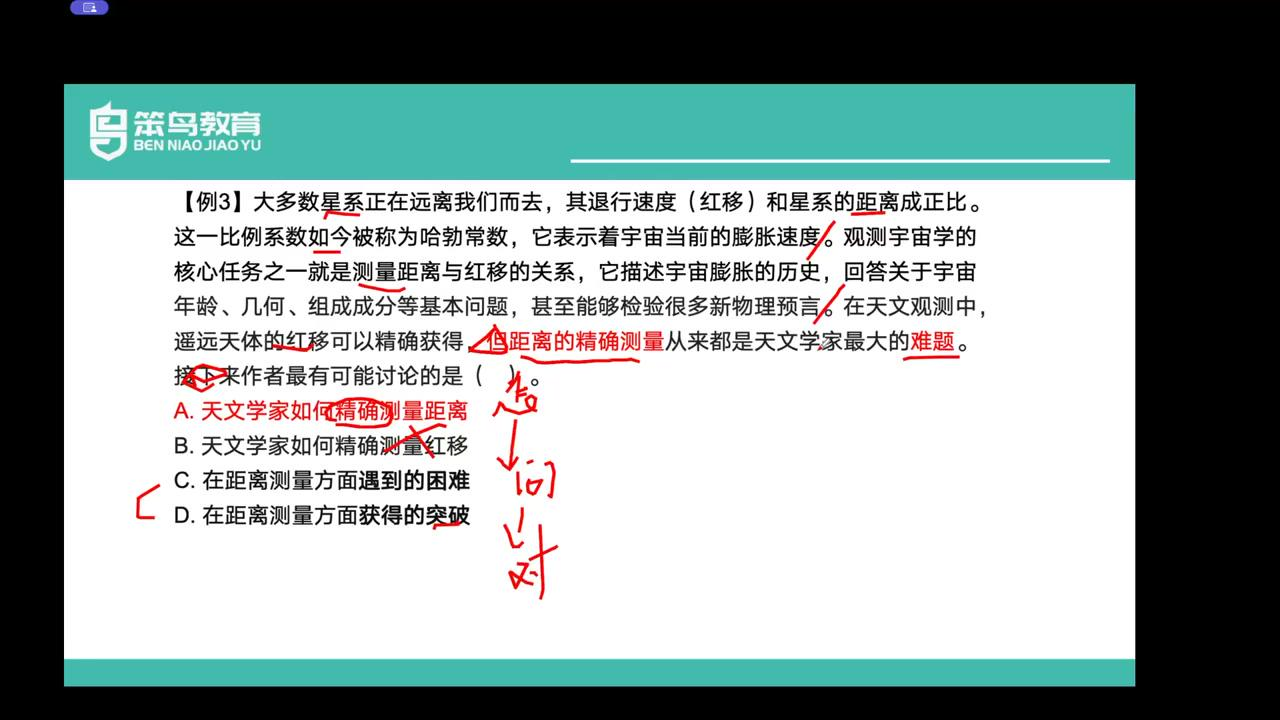 笨鸟教育
BEN NIAO JIAO YU
【例3】大多数星系正在远离我们而去，其退行速度（红移）和星系的距离成正比。
这一比例系数如今被称为哈勃常数，它表示着宇宙当前的膨胀速度。观测宇宙学的
核心任务之一就是测量距离与红移的关系，它描述宇宙膨胀的历史，回答关于宇宙
年龄、几何、组成成分等基本问题，甚至能够检验很多新物理预言。在天文观测中，
遥远天体的红移可以精确获得，但距离的精确测量从来都是天文学家最大的难题。
接下来作者最有可能讨论的是（　）。
A. 天文学家如何精确测量距离
B. 天文学家如何精确测量红移
C. 在距离测量方面遇到的困难
D. 在距离测量方面获得的突破
问
对